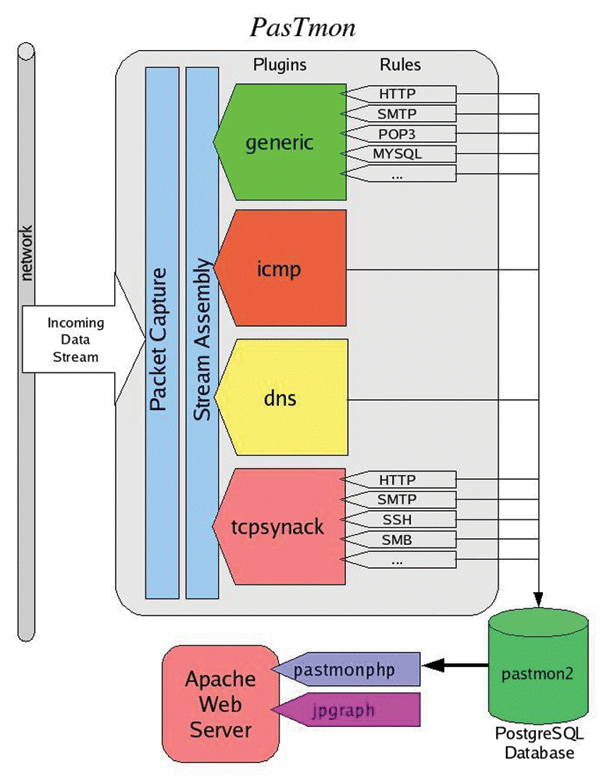 PasTmon
Plugins
Rules
network
Incoming
Data
Stream
Packet Capture
Stream Assembly
generic
HTTP
SMTP
POP3
MYSQL
...
icmp
dns
tcpsynack
HTTP
SMTP
SSH
SMB
...
Apache
Web
Server
pastmonphp
jpgraph
pastmon2
PostgreSQL
Database